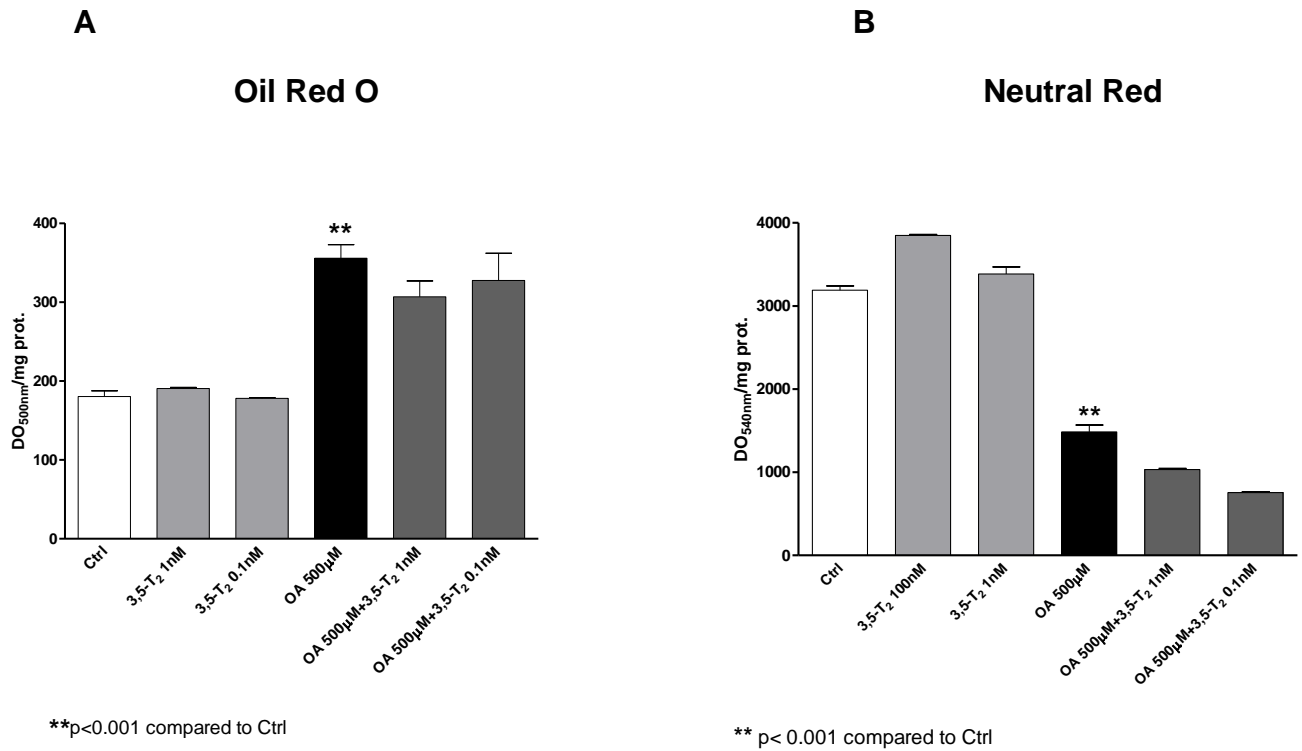 A
Oil Red O
DO500nm/mg prot.
400
300
200
100
0
**
Ctrl
3,5-T2 1nM
3,5-T2 0.1nM
OA 500µM
OA 500µM+3,5-T2 1nM
OA 500µM+3,5-T2 0.1nM
**p<0.001 compared to Ctrl
B
Neutral Red
DO540nm/mg prot.
4000
3000
2000
1000
0
**
Ctrl
3,5-T2 100nM
3,5-T2 1nM
OA 500µM
OA 500µM+3,5-T2 1nM
OA 500µM+3,5-T2 0.1nM
** p< 0.001 compared to Ctrl